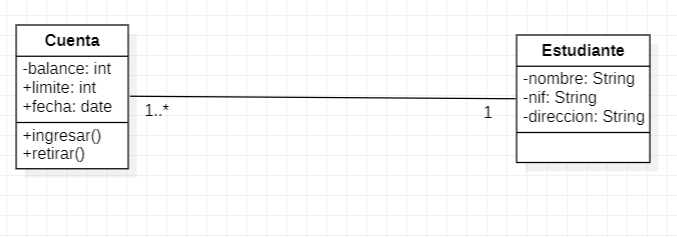 Cuenta
-balance: int
+limite: int
+fecha: date
+ingresar()
+retirar()
1..*
1
Estudiante
-nombre: String
-nif: String
-direccion: String